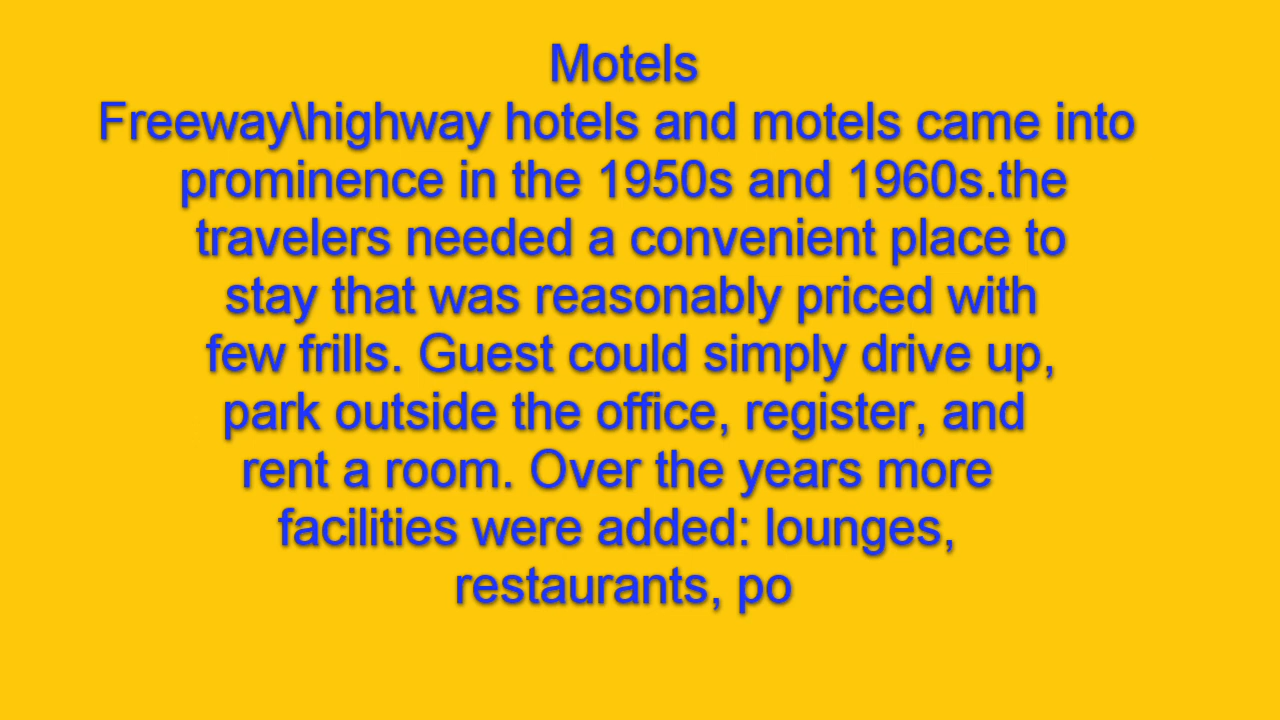 Motels
Freeway\highway hotels and motels came into
prominence in the 1950s and 1960s.the
travelers needed a convenient place to
stay that was reasonably priced with
few frills. Guest could simply drive up,
park outside the office, register, and
rent a room. Over the years more
facilities were added: lounges,
restaurants, po